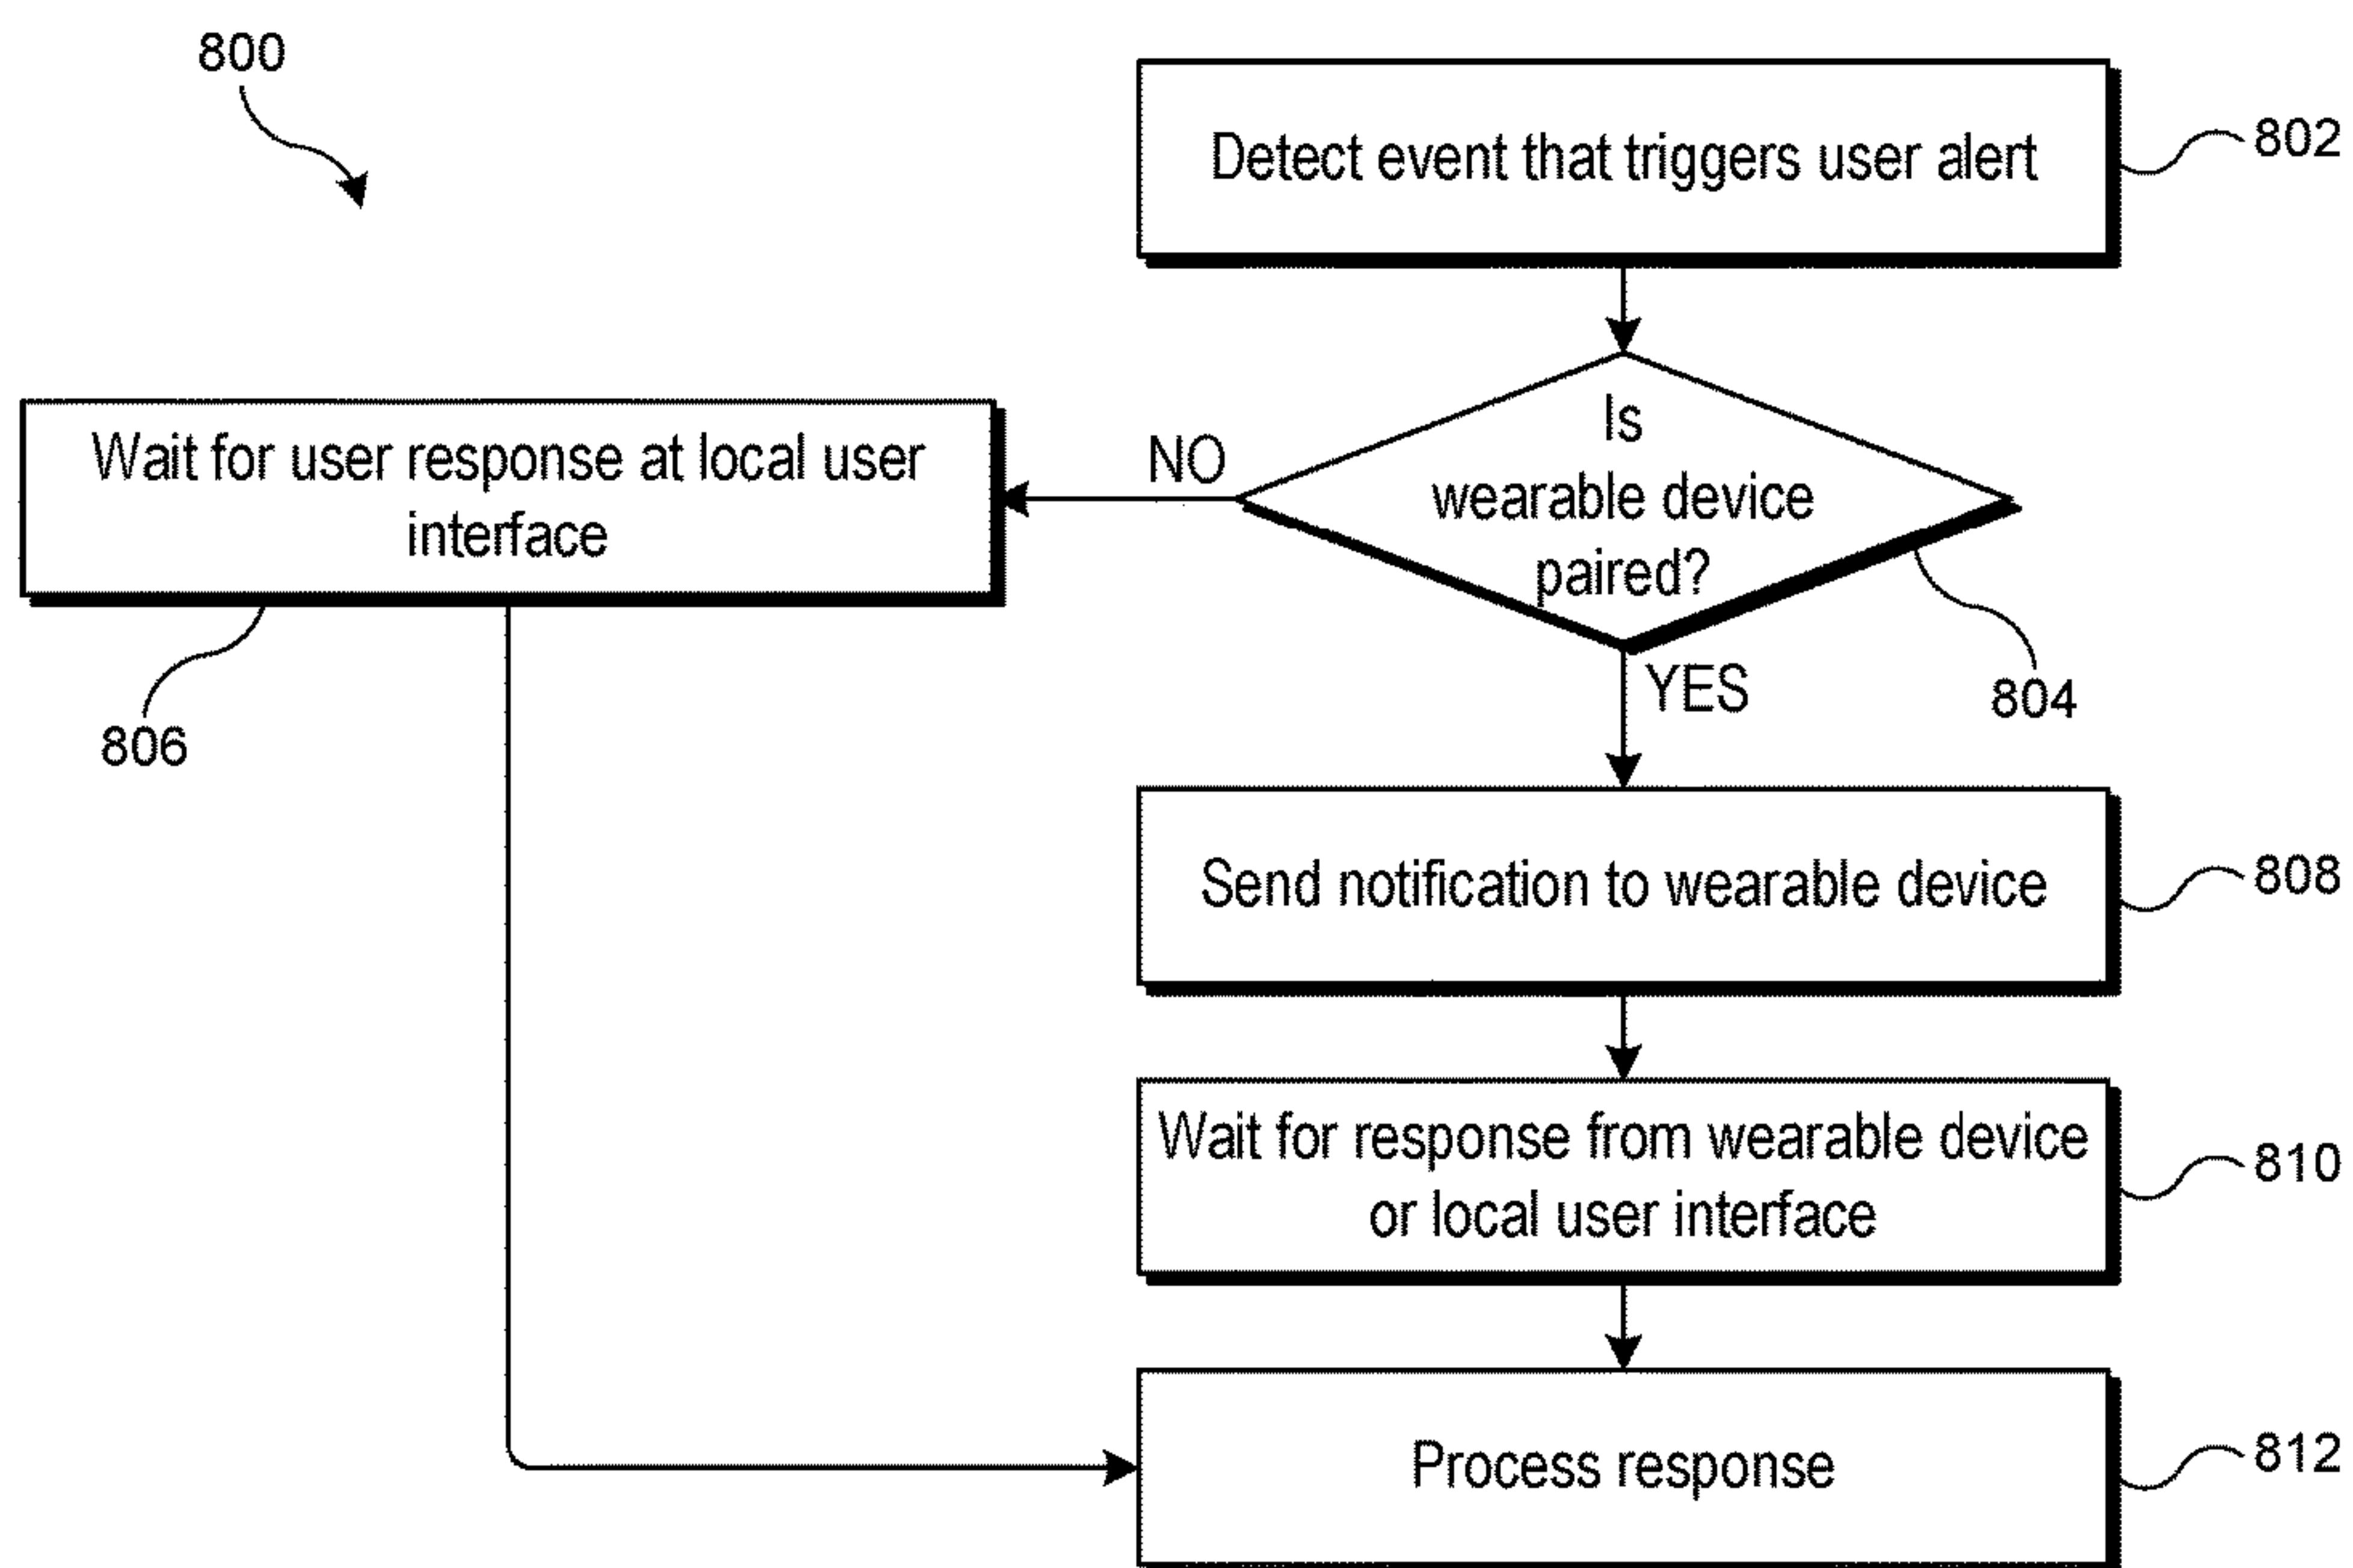 800
Detect event that triggers user alert
802
Is
wearable device
paired?
NO
Wait for user response at local user
interface
YES
804
806
Send notification to wearable device
808
Wait for response from wearable device
or local user interface
810
Process response
812